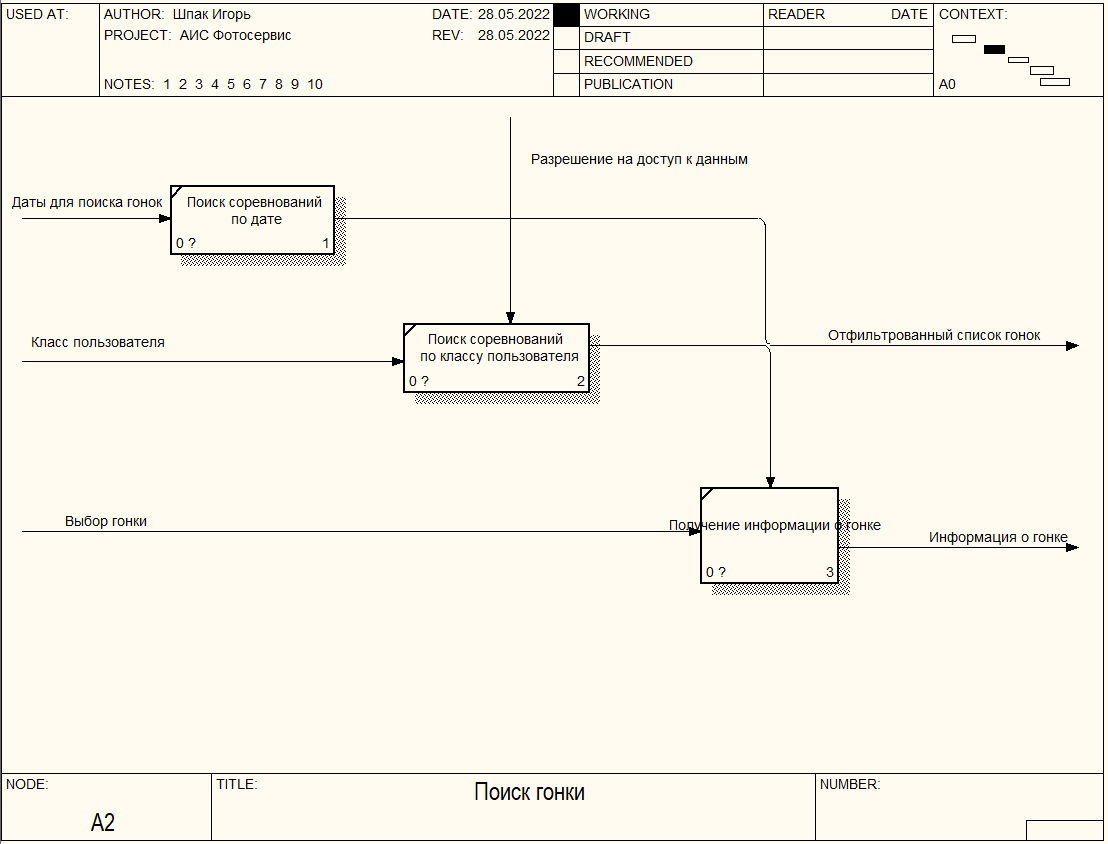 USED AT:
AUTHOR: Шпак Игорь
DATE: 28.05.2022
PROJECT: АИС Фотосервис
REV: 28.05.2022
NOTES: 1 2 3 4 5 6 7 8 9 10
WORKING
DRAFT
RECOMMENDED
PUBLICATION
READER DATE
CONTEXT:
A0
Разрешение на доступ к данным
Даты для поиска гонок
Поиск соревнований
по дате
0 ? 1
Класс пользователя
Поиск соревнований
по классу пользователя
0 ? 2
Отфильтрованный список гонок
Выбор гонки
Получение информации о гонке
0 ? 3
Информация о гонке
NODE:
A2
TITLE:
Поиск гонки
NUMBER: